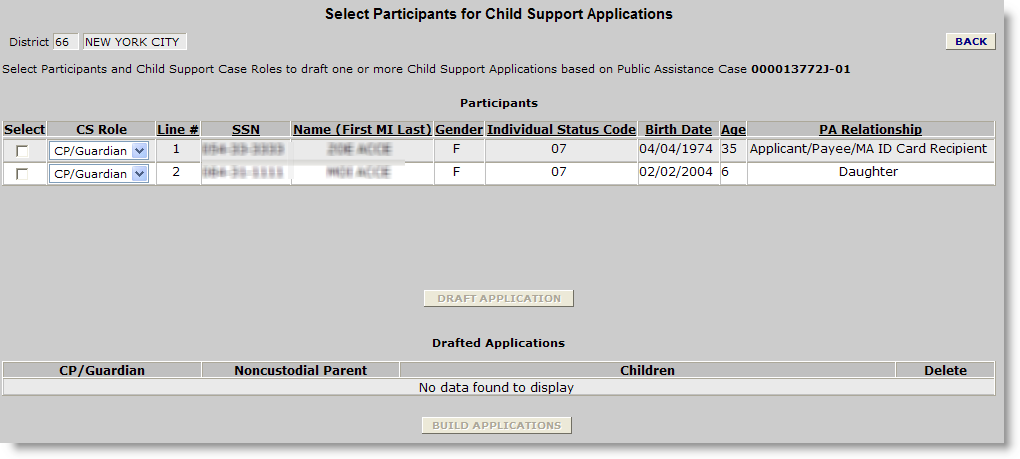 Select Participants for Child Support Applications
District 66 NEW YORK CITY BACK
Select Participants and Child Support Case Roles to draft one or more Child Support Applications based on Public Assistance Case 000013772J-01
Participants
Select CS Role Line # SSN Name (First MI Last) Gender Individual Status Code Birth Date Age PA Relationship
CP/Guardian 1 F 07 04/04/1974 35 Applicant/Payee/MA ID Card Recipient
CP/Guardian 2 F 07 02/02/2004 6 Daughter
DRAFT APPLICATION
Drafted Applications
CP/Guardian Noncustodial Parent Children Delete
No data found to display
BUILD APPLICATIONS